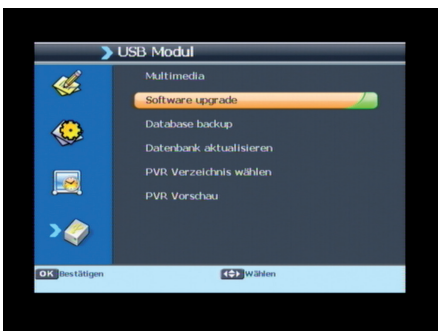 USB Modul
Multimedia
Software upgrade
Database backup
Datenbank aktualisieren
PVR Verzeichnis wählen
PVR Vorschau
OK Bestätigen
Wählen